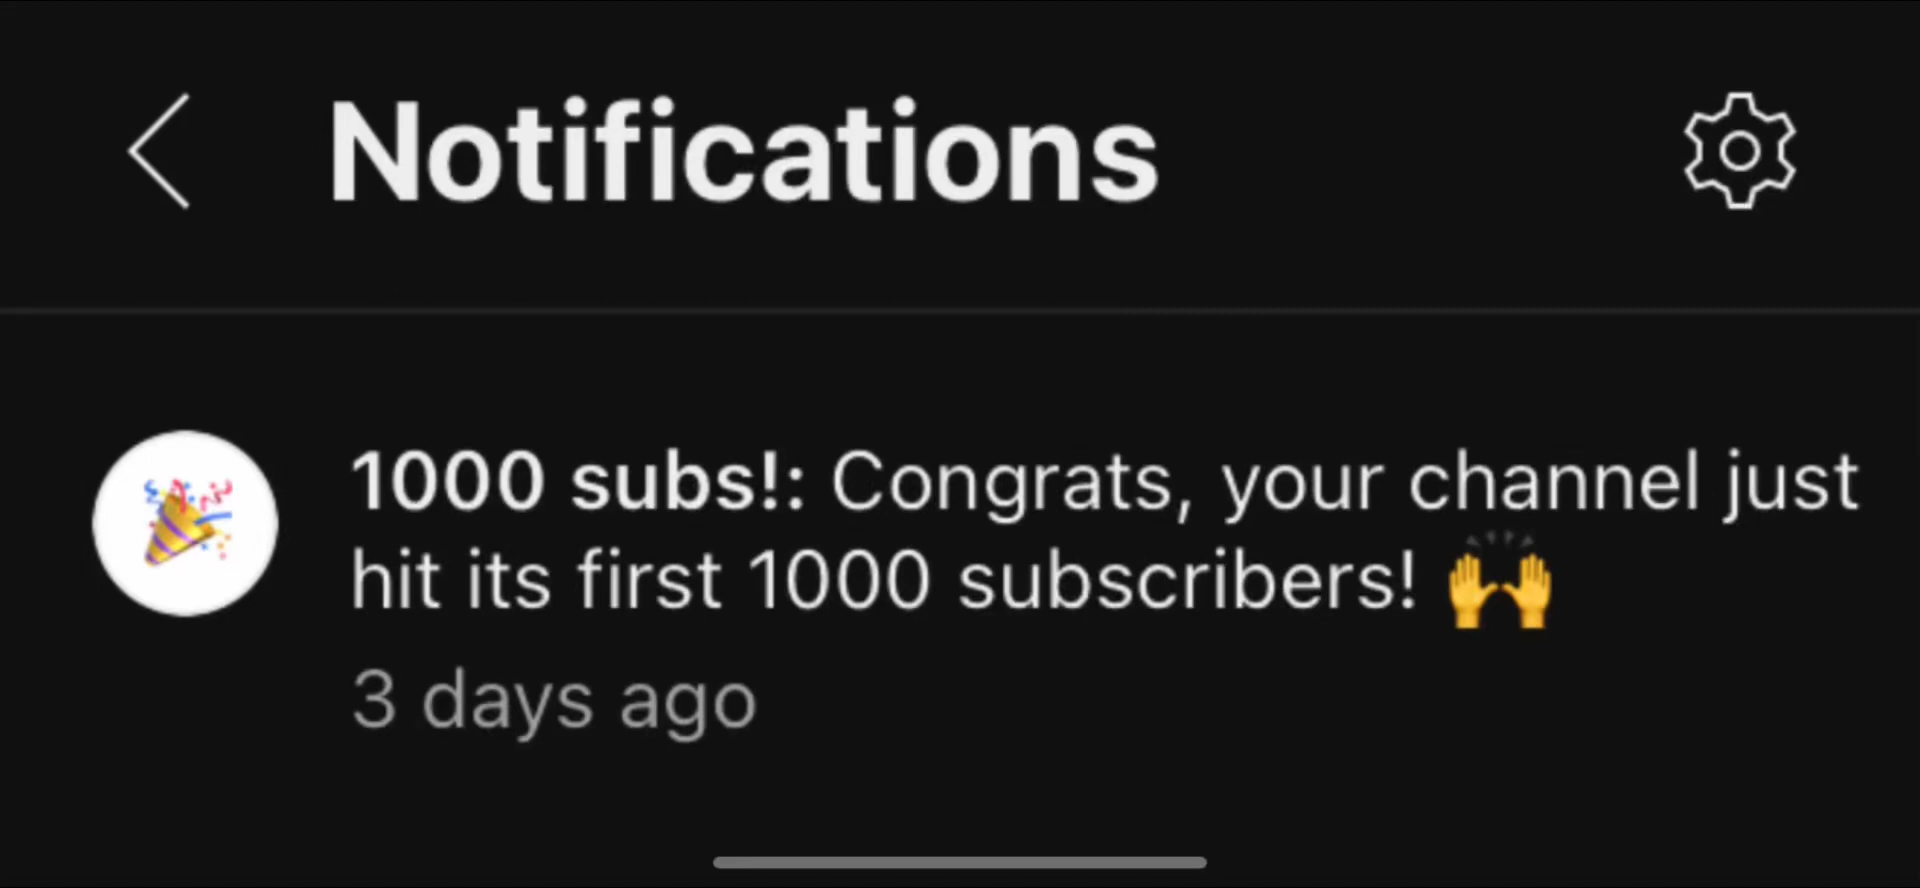 Notifications
1000 subs!: Congrats, your channel just
hit its first 1000 subscribers! 🙌
3 days ago